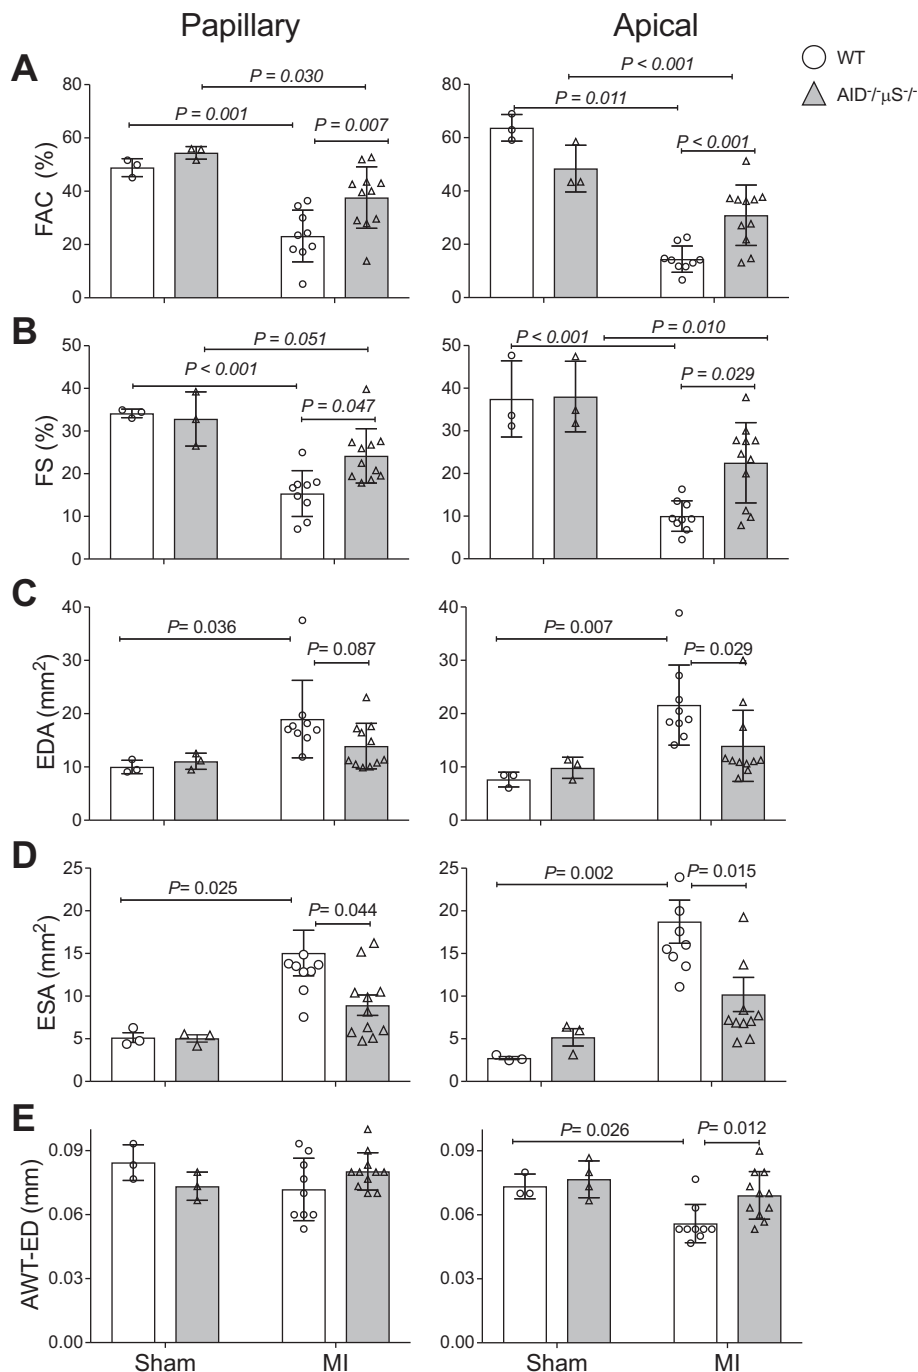 Papillary Apical
WT
AID-/-μS-/-
A
P = 0.030 P < 0.001
P = 0.001 P = 0.011
P = 0.007 P < 0.001
FAC (%)
80 80
60 60
40 40
20 20
0 0
B
P = 0.051 P < 0.001 P = 0.010
P < 0.001 P = 0.029
P = 0.047
FS (%)
50 50
40 40
30 30
20 20
10 10
0 0
C
P= 0.036 P= 0.007
P= 0.087 P= 0.029
EDA (mm²)
40 40
30 30
20 20
10 10
0 0
D
P= 0.025 P= 0.002 P= 0.015
P= 0.044
ESA (mm²)
25 25
20 20
15 15
10 10
5 5
0 0
E
P= 0.026 P= 0.012
AWT-ED (mm)
0.09 0.09
0.06 0.06
0.03 0.03
0.00 0.00
Sham MI Sham MI